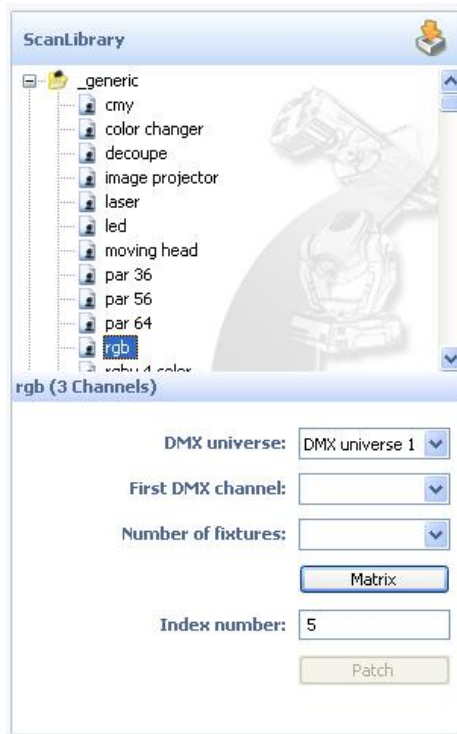 ScanLibrary
_generic
cmy
color changer
decoupe
image projector
laser
led
moving head
par 36
par 56
par 64
rgb
rgb (3 Channels)
DMX universe: DMX universe 1
First DMX channel:
Number of fixtures:
Matrix
Index number: 5
Patch